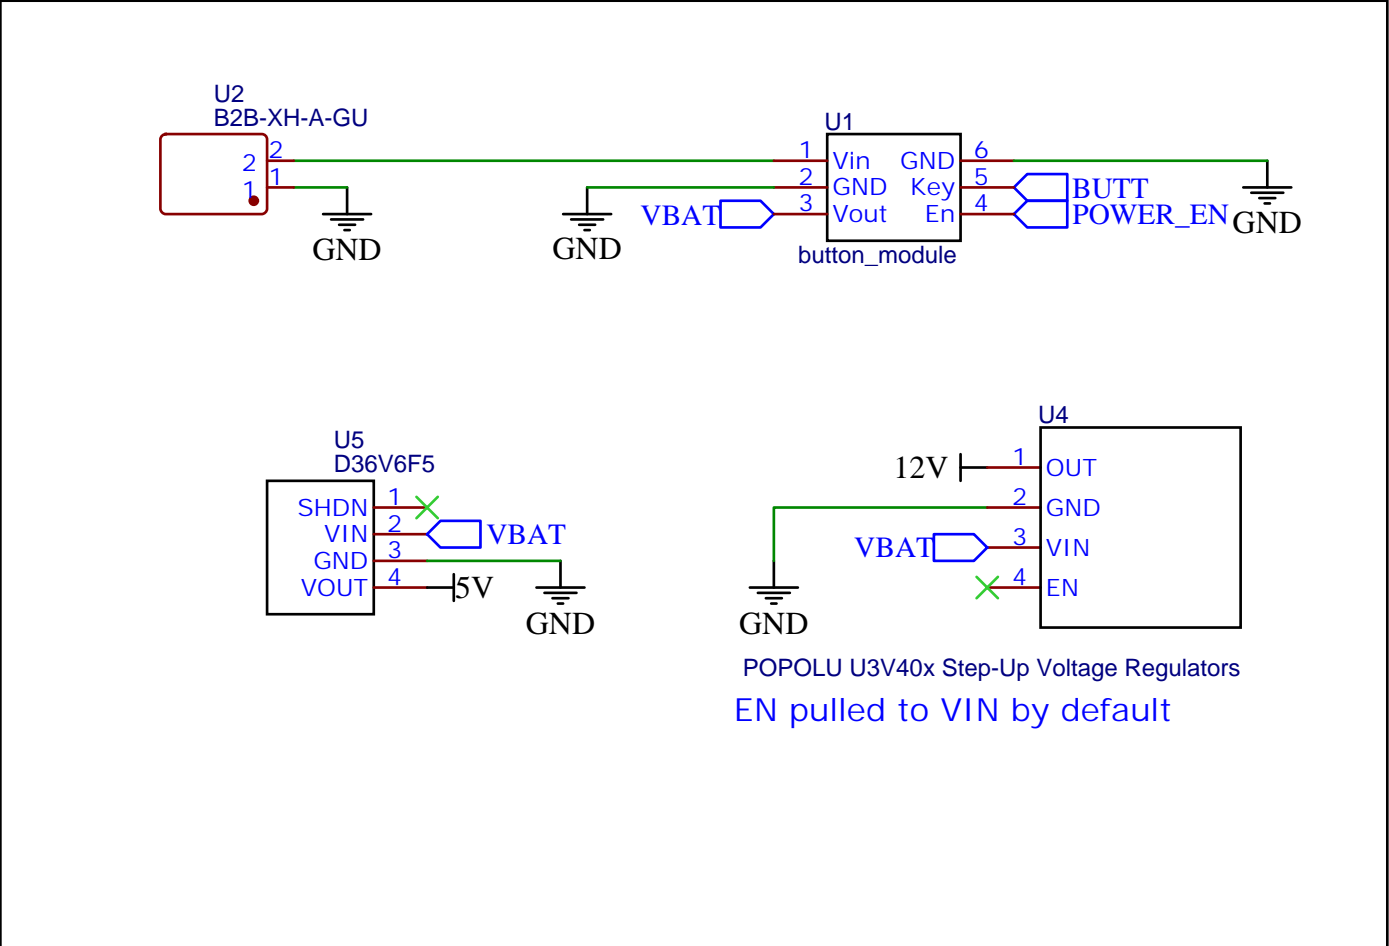 U2
B2B-XH-A-GU
2 2
1 1
GND
U1
1 Vin GND 6
2 GND Key 5 BUTT
VBAT 3 Vout En 4 POWER_EN
GND
GND
button_module
U5
D36V6F5
SHDN 1
VIN 2 VBAT
GND 3
VOUT 4 5V
GND
U4
12V 1 OUT
2 GND
VBAT 3 VIN
4 EN
GND
POPOLU U3V40x Step-Up Voltage Regulators
EN pulled to VIN by default